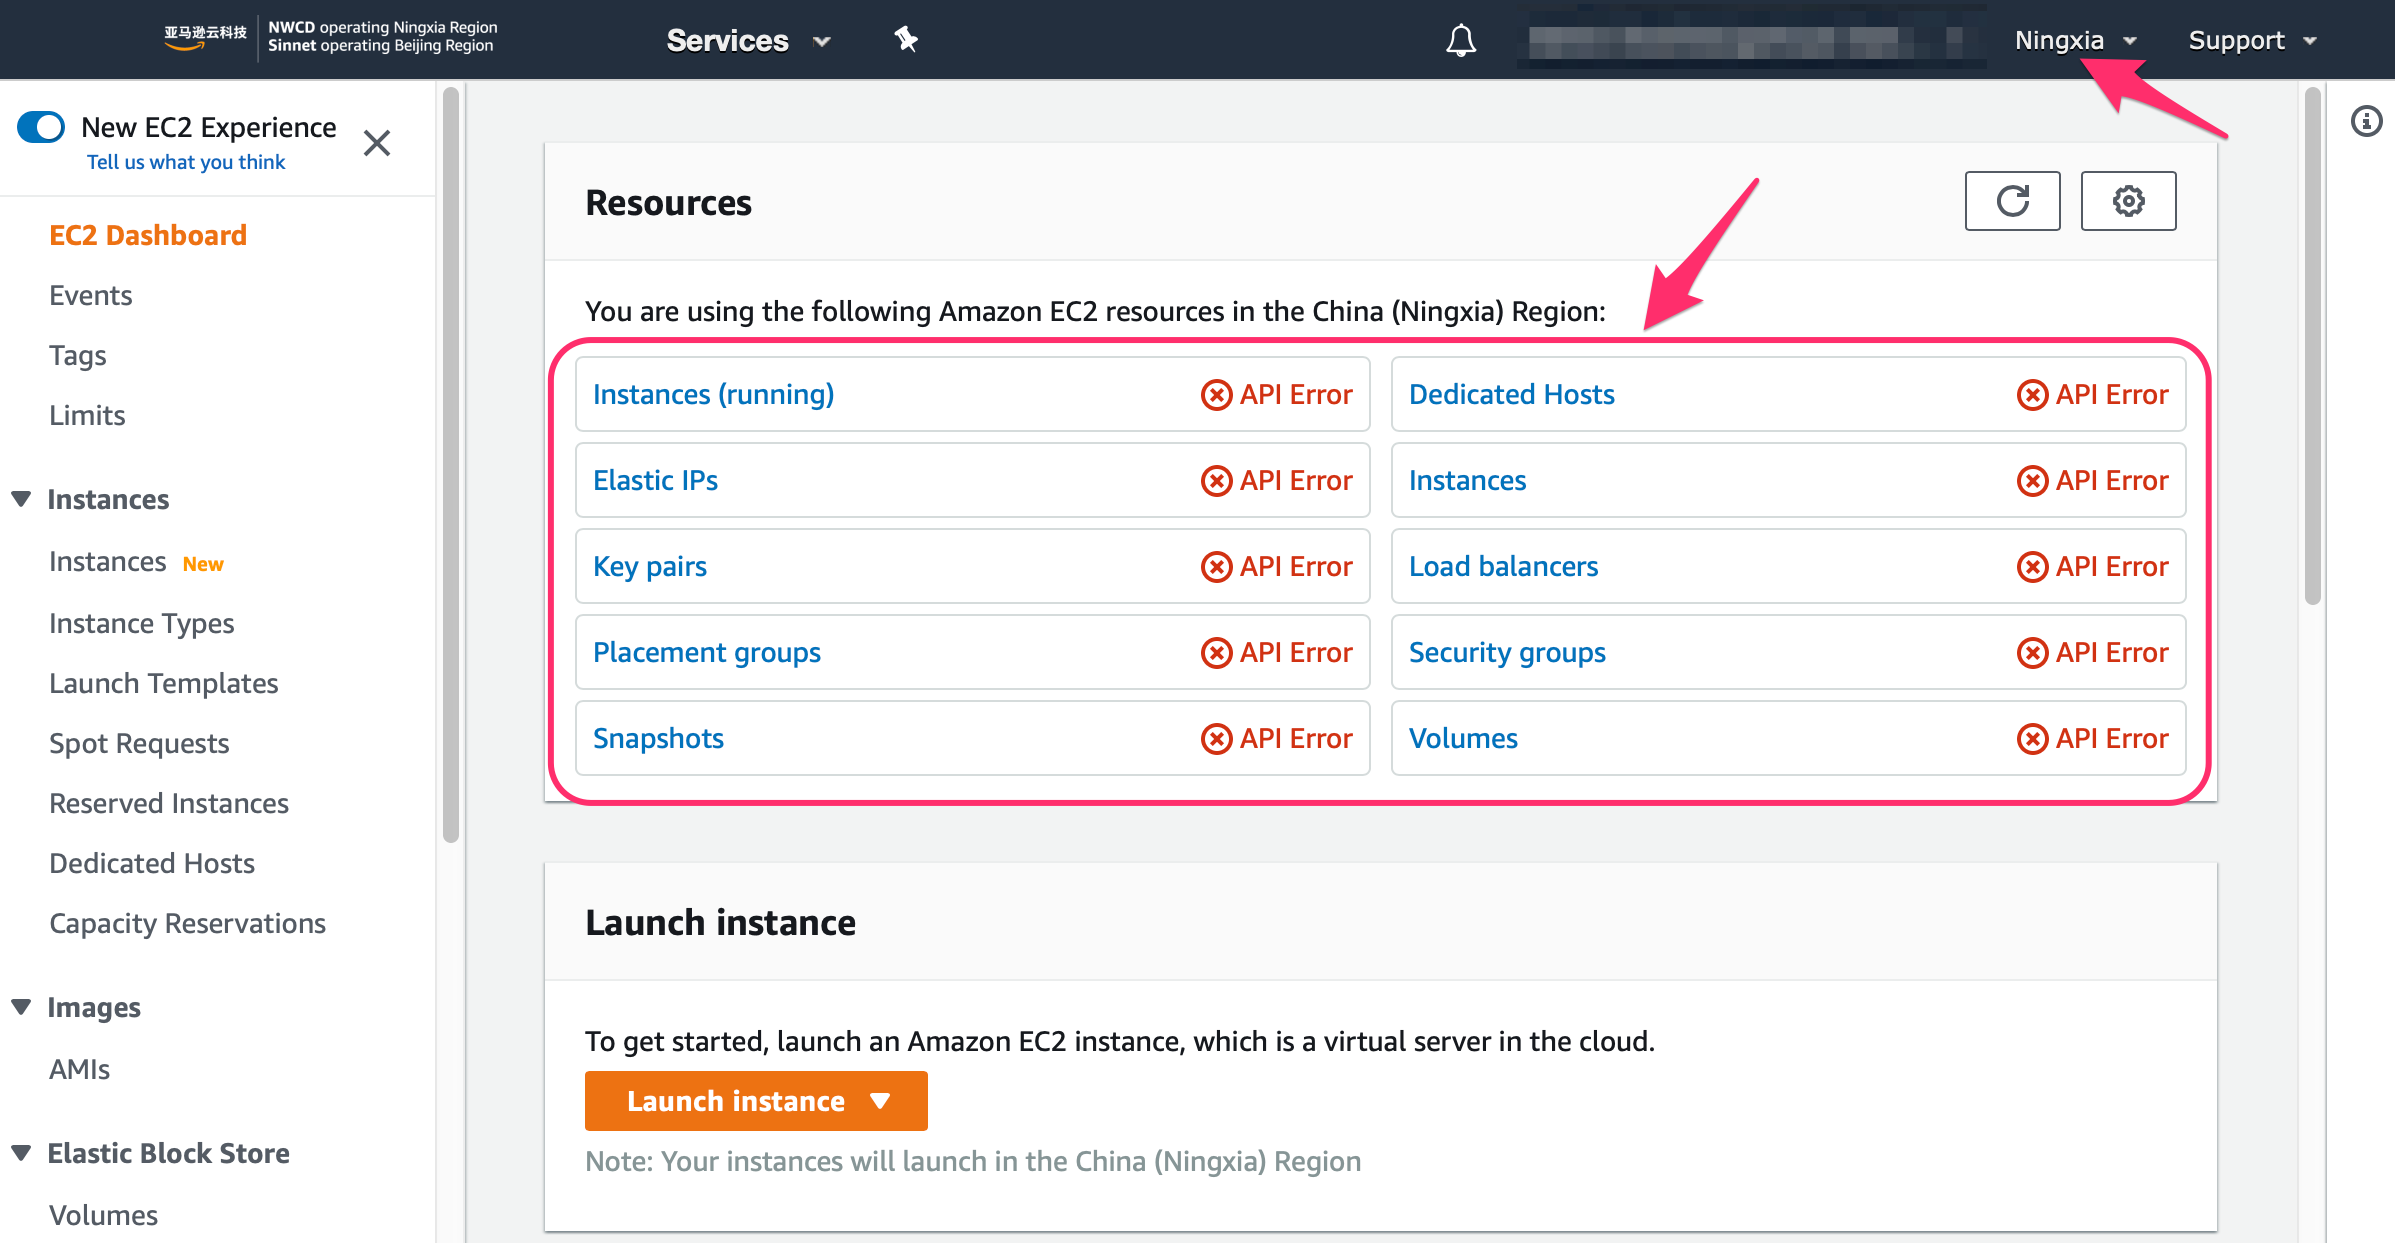 亚马逊云科技
NWCD operating Ningxia Region
Sinnet operating Beijing Region
Services
Ningxia
Support
New EC2 Experience
Tell us what you think
EC2 Dashboard
Events
Tags
Limits
Instances
Instances New
Instance Types
Launch Templates
Spot Requests
Reserved Instances
Dedicated Hosts
Capacity Reservations
Images
AMIs
Elastic Block Store
Volumes
Resources
You are using the following Amazon EC2 resources in the China (Ningxia) Region:
Instances (running) API Error
Dedicated Hosts API Error
Elastic IPs API Error
Instances API Error
Key pairs API Error
Load balancers API Error
Placement groups API Error
Security groups API Error
Snapshots API Error
Volumes API Error
Launch instance
To get started, launch an Amazon EC2 instance, which is a virtual server in the cloud.
Launch instance
Note: Your instances will launch in the China (Ningxia) Region